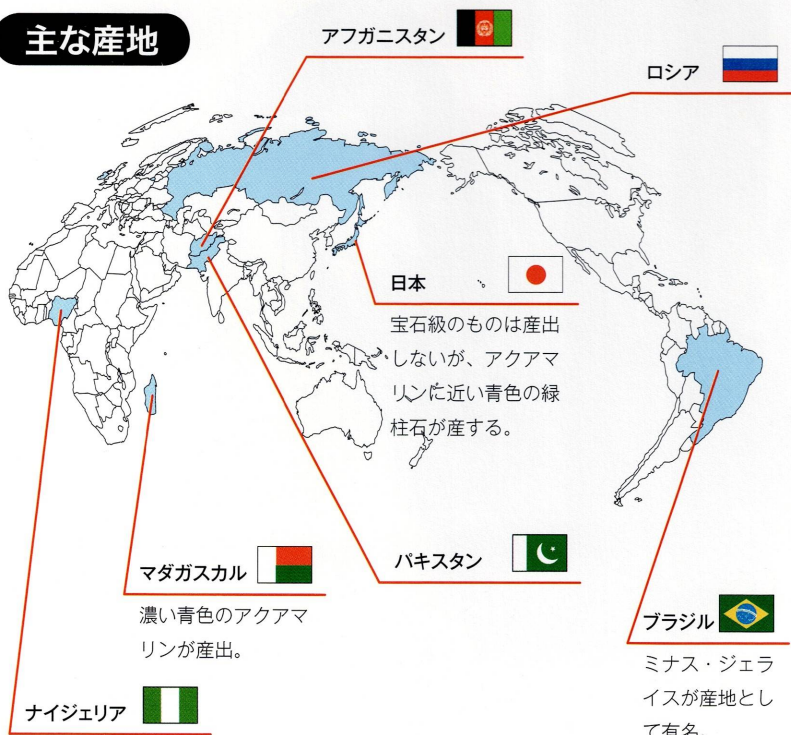 主な産地
アフガニスタン
ロシア
日本
宝石級のものは産出
しないが、アクアマ
リンに近い青色の緑
柱石が産する。
パキスタン
マダガスカル
濃い青色のアクアマ
リンが産出。
ブラジル
ミナス・ジェラ
イスが産地とし
て有名。
ナイジェリア